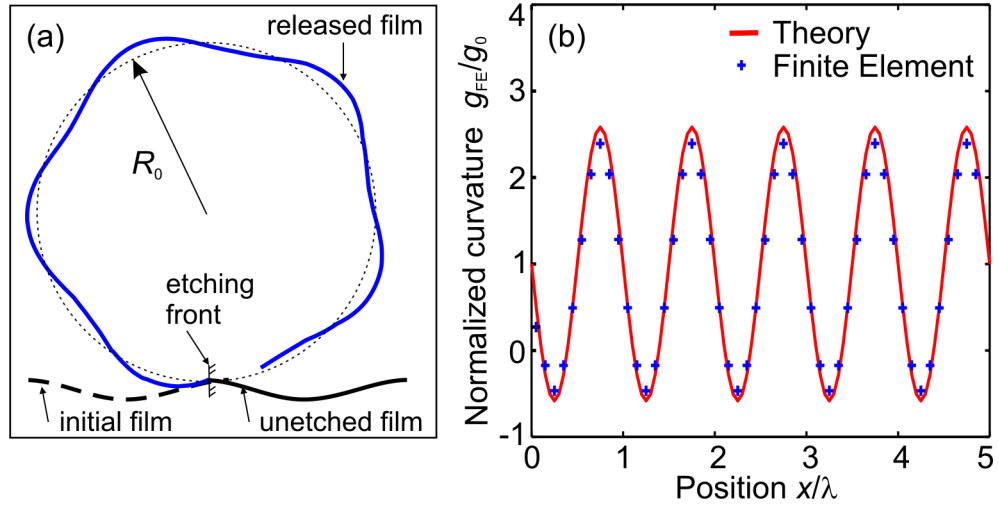 (a)
released film
R₀
etching
front
initial film
unetched film
(b)
Theory
Finite Element
Normalized curvature g_FE/g₀
4
3
2
1
0
-1
0 1 2 3 4 5
Position x/λ